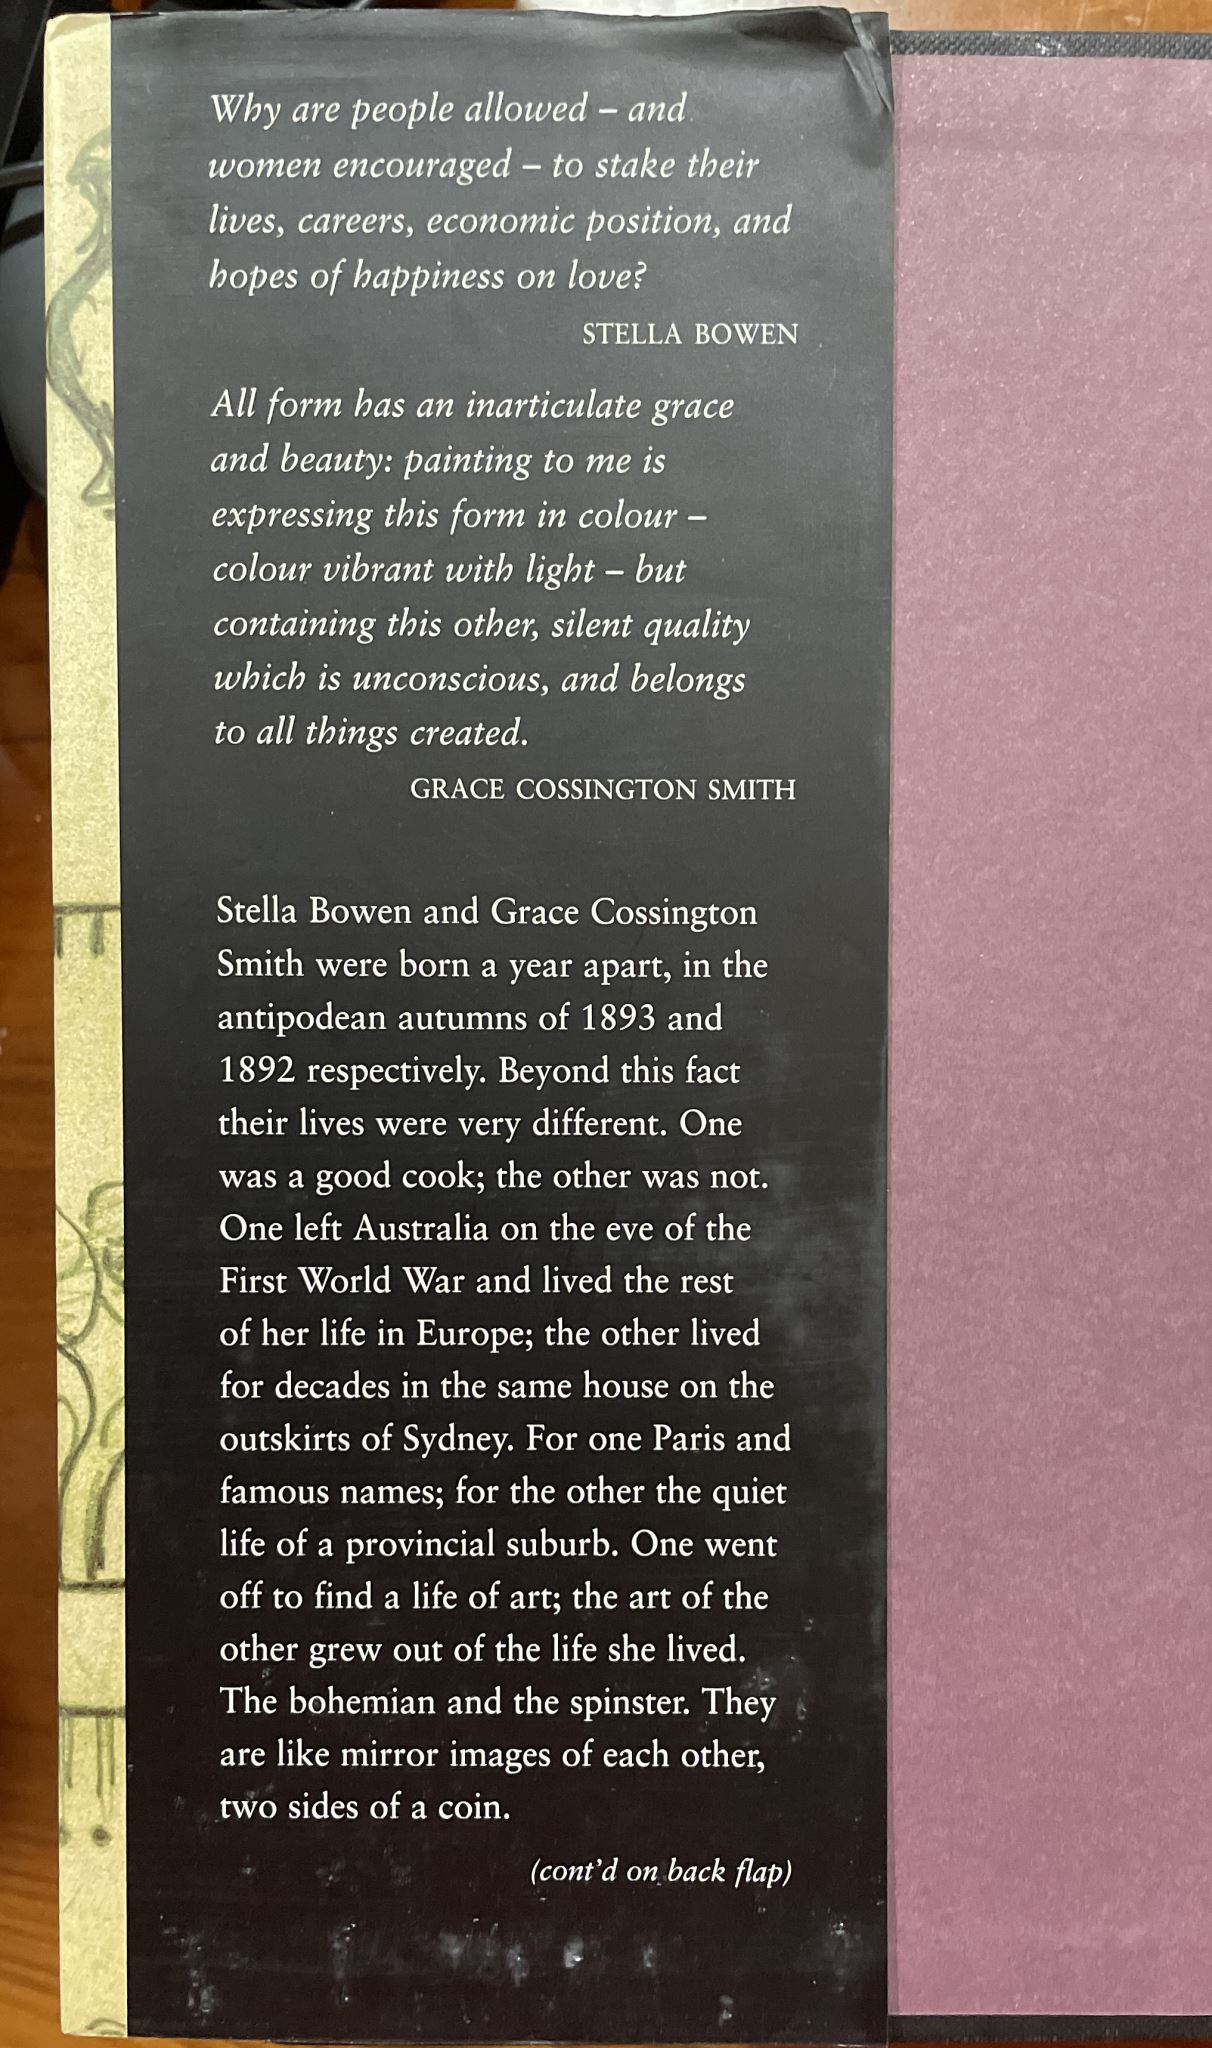 Why are people allowed – and
women encouraged – to stake their
lives, careers, economic position, and
hopes of happiness on love?
STELLA BOWEN
All form has an inarticulate grace
and beauty: painting to me is
expressing this form in colour –
colour vibrant with light – but
containing this other, silent quality
which is unconscious, and belongs
to all things created.
GRACE COSSINGTON SMITH
Stella Bowen and Grace Cossington
Smith were born a year apart, in the
antipodean autumns of 1893 and
1892 respectively. Beyond this fact
their lives were very different. One
was a good cook; the other was not.
One left Australia on the eve of the
First World War and lived the rest
of her life in Europe; the other lived
for decades in the same house on the
outskirts of Sydney. For one Paris and
famous names; for the other the quiet
life of a provincial suburb. One went
off to find a life of art; the art of the
other grew out of the life she lived.
The bohemian and the spinster. They
are like mirror images of each other,
two sides of a coin.
(cont'd on back flap)